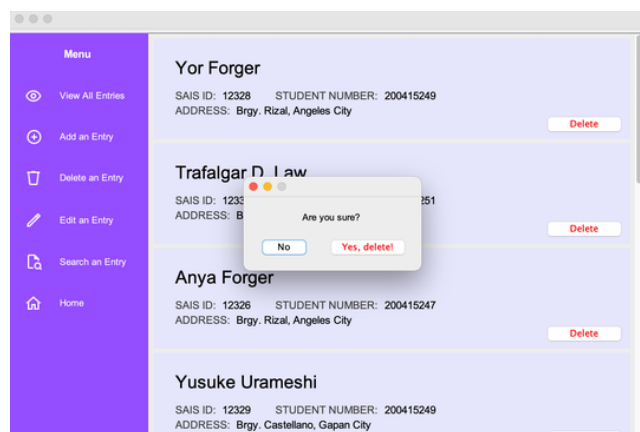 Menu
View All Entries
Add an Entry
Delete an Entry
Edit an Entry
Search an Entry
Home
Yor Forger
SAIS ID: 12328 STUDENT NUMBER: 200415249
ADDRESS: Brgy. Rizal, Angeles City
Delete
Trafalgar D. Law
SAIS ID:
ADDRESS:
Delete
Are you sure?
No Yes, delete!
Anya Forger
SAIS ID: 12326 STUDENT NUMBER: 200415247
ADDRESS: Brgy. Rizal, Angeles City
Delete
Yusuke Urameshi
SAIS ID: 12329 STUDENT NUMBER: 200415249
ADDRESS: Brgy. Castellano, Gapan City